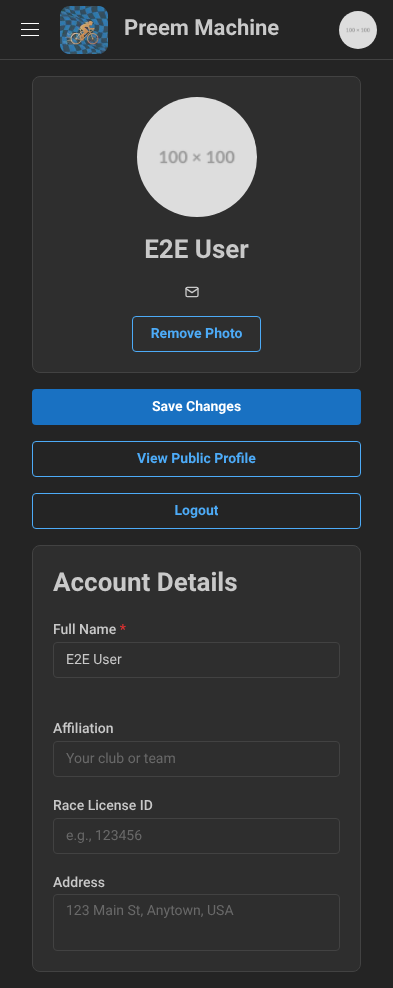 Preem Machine
100 × 100
100 × 100
E2E User
Remove Photo
Save Changes
View Public Profile
Logout
Account Details
Full Name *
E2E User
Affiliation
Your club or team
Race License ID
e.g., 123456
Address
123 Main St, Anytown, USA